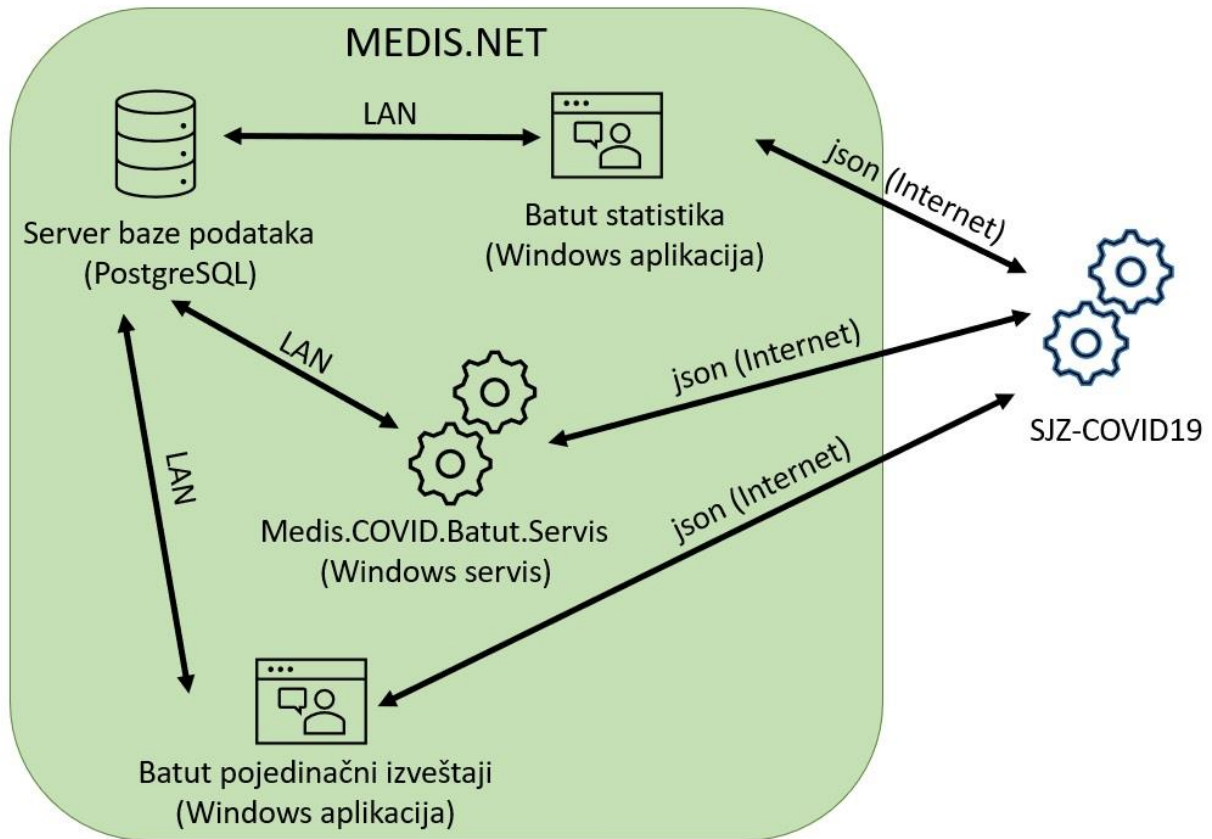 MEDIS.NET
LAN
json (Internet)
Server baze podataka
(PostgreSQL)
Batut statistika
(Windows aplikacija)
LAN
json (Internet)
SJZ-COVID19
LAN
Medis.COVID.Batut.Servis
(Windows servis)
json (Internet)
Batut pojedinačni izveštaji
(Windows aplikacija)